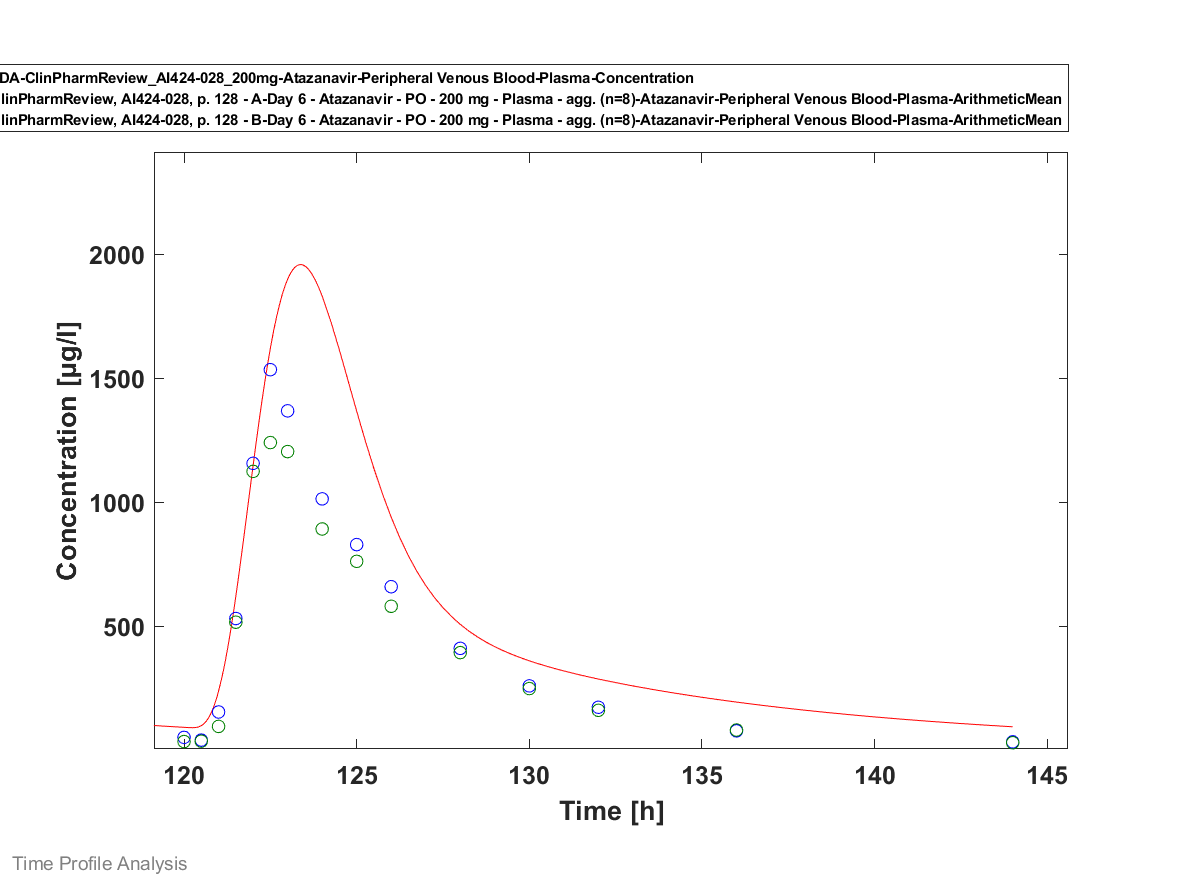 DA-ClinPharmReview_AI424-028_200mg-Atazanavir-Peripheral Venous Blood-Plasma-Concentration
linPharmReview, AI424-028, p. 128 - A-Day 6 - Atazanavir - PO - 200 mg - Plasma - agg. (n=8)-Atazanavir-Peripheral Venous Blood-Plasma-ArithmeticMean
linPharmReview, AI424-028, p. 128 - B-Day 6 - Atazanavir - PO - 200 mg - Plasma - agg. (n=8)-Atazanavir-Peripheral Venous Blood-Plasma-ArithmeticMean
2000
1500
1000
500
Concentration [µg/l]
120 125 130 135 140 145
Time [h]
Time Profile Analysis